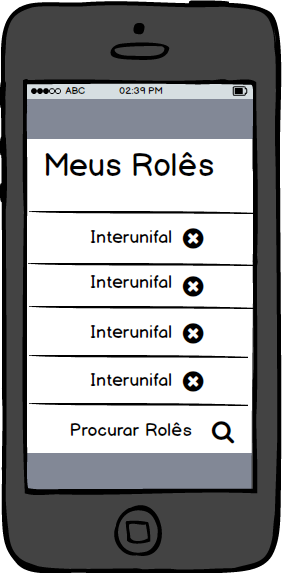 ABC 02:39 PM
Meus Rolês
Interunifal
Interunifal
Interunifal
Interunifal
Procurar Rolês